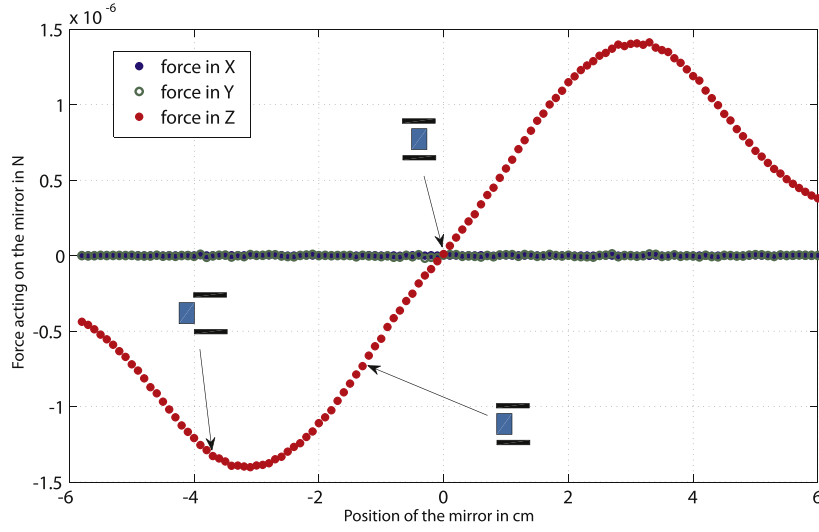 x 10 -6
1.5
1
0.5
0
-0.5
-1
-1.5
force in X
force in Y
force in Z
Force acting on the mirror in N
-6 -4 -2 0 2 4 6
Position of the mirror in cm